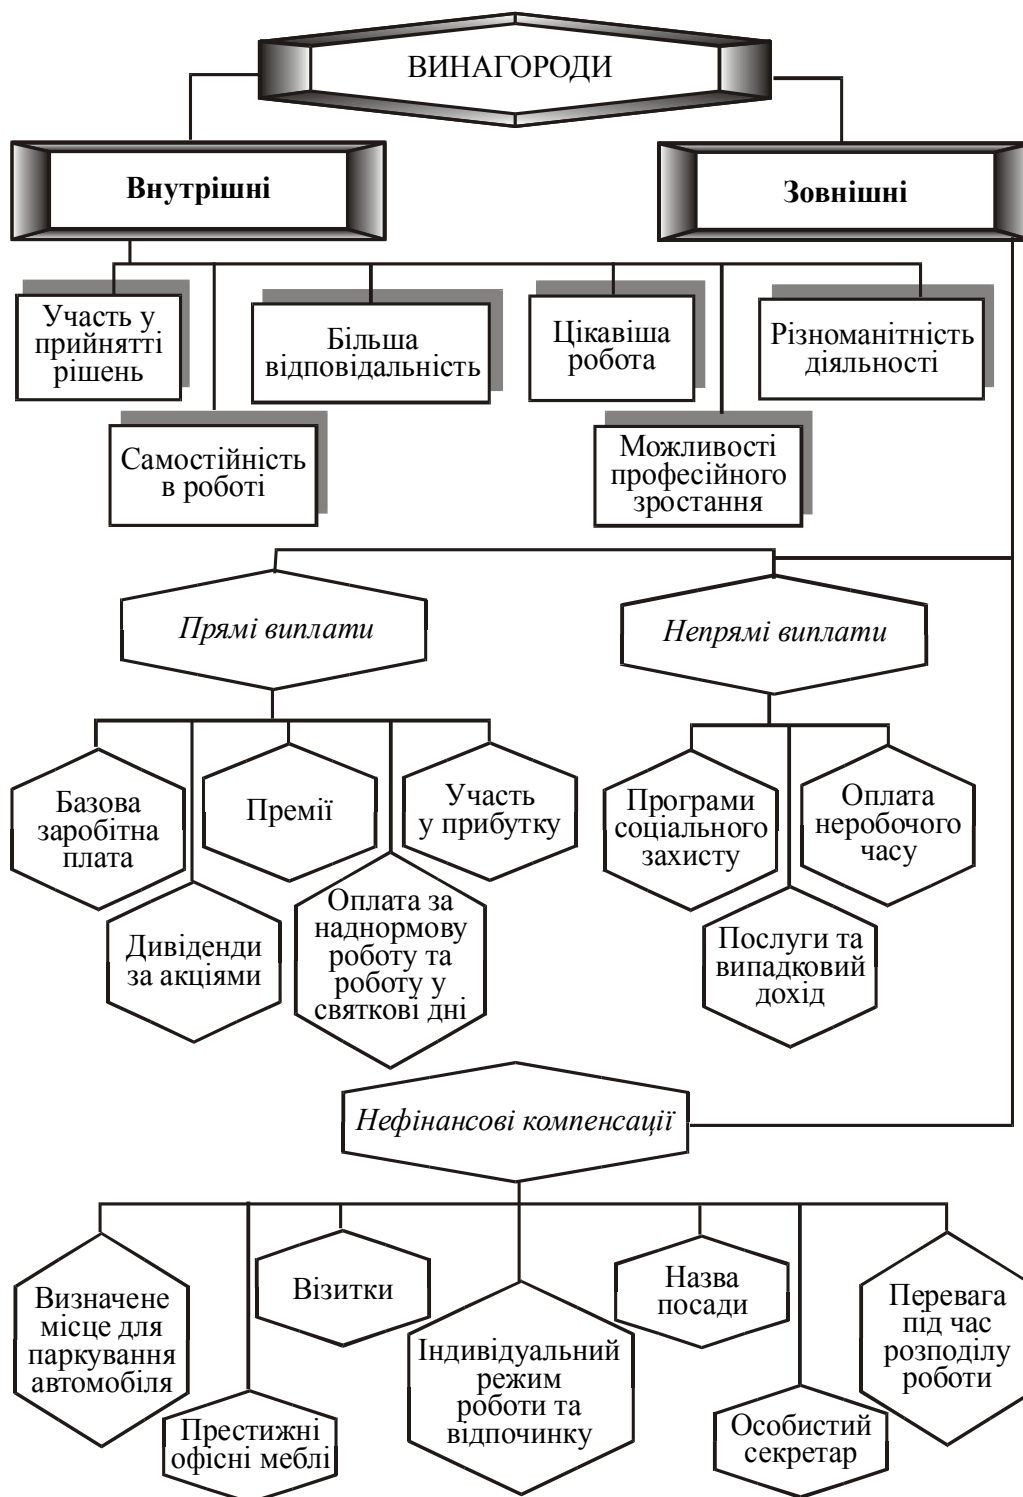 ВИНАГОРОДИ
Внутрішні
Зовнішні
Участь у
прийнятті
рішень
Більша
відповідальність
Цікавіша
робота
Різноманітність
діяльності
Самостійність
в роботі
Можливості
професійного
зростання
Прямі виплати
Непрямі виплати
Базова
заробітна
плата
Премії
Участь
у прибутку
Програми
соціального
захисту
Оплата
неробочого
часу
Дивіденди
за акціями
Оплата за
наднормову
роботу та
роботу у
святкові дні
Послуги та
випадковий
дохід
Нефінансові компенсації
Визначене
місце для
паркування
автомобіля
Візитки
Індивідуальний
режим
роботи та
відпочинку
Назва
посади
Перевага
під час
розподілу
роботи
Престижні
офісні меблі
Особистий
секретар